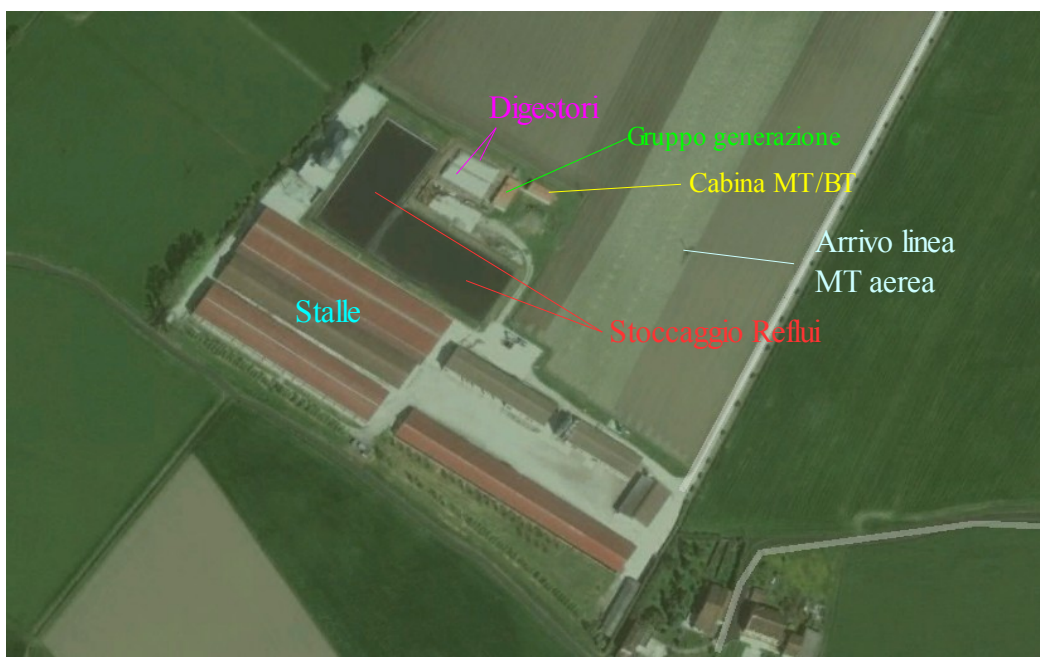 Digestori
Gruppo generazione
Cabina MT/BT
Arrivo linea
MT aerea
Stalle
Stoccaggio Reflui